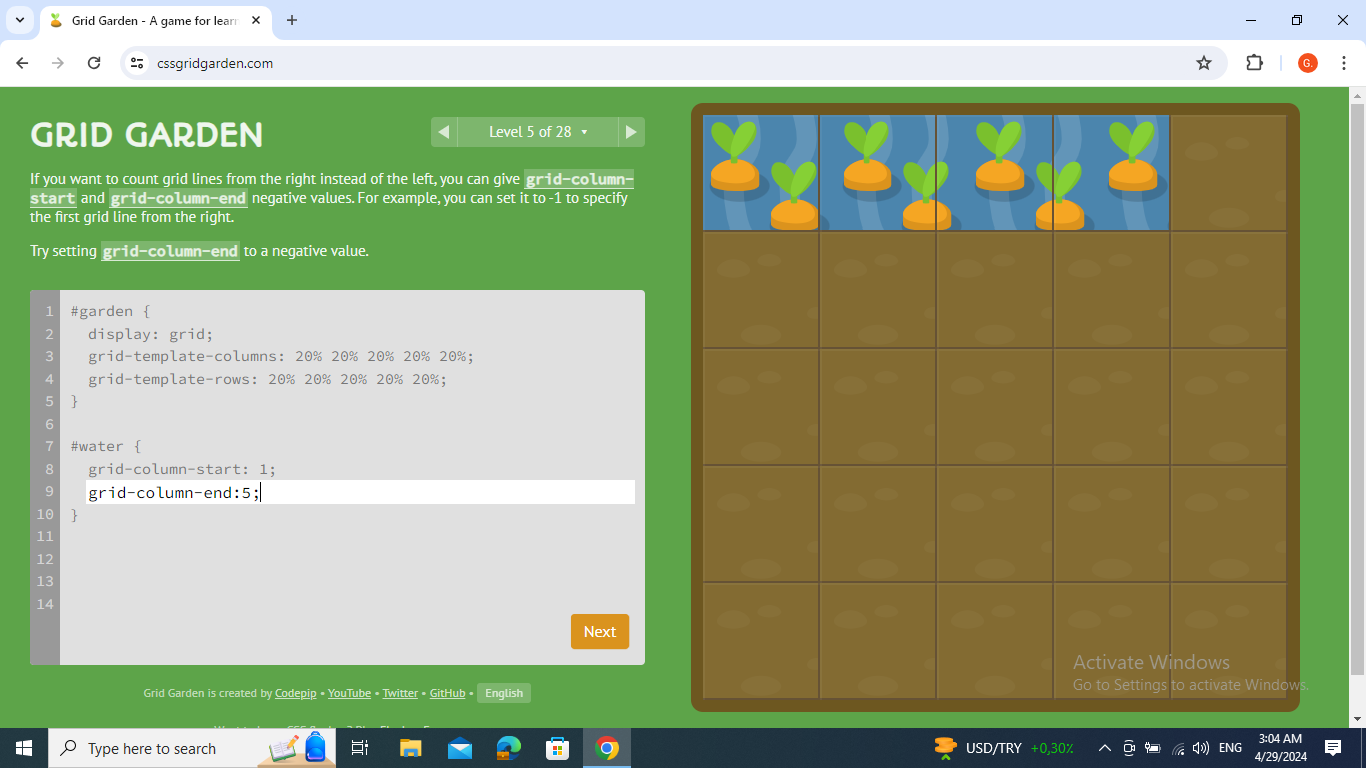 Grid Garden - A game for learn
cssgridgarden.com
G.
GRID GARDEN
Level 5 of 28
If you want to count grid lines from the right instead of the left, you can give grid-column-
start and grid-column-end negative values. For example, you can set it to -1 to specify
the first grid line from the right.
Try setting grid-column-end to a negative value.
1 #garden {
2 display: grid;
3 grid-template-columns: 20% 20% 20% 20% 20%;
4 grid-template-rows: 20% 20% 20% 20% 20%;
5 }
6
7 #water {
8 grid-column-start: 1;
9 grid-column-end:5;
10 }
11
12
13
14
Next
Grid Garden is created by Codepip • YouTube • Twitter • GitHub • English
Activate Windows
Go to Settings to activate Windows.
Type here to search
USD/TRY +0,30%
ENG
3:04 AM
4/29/2024